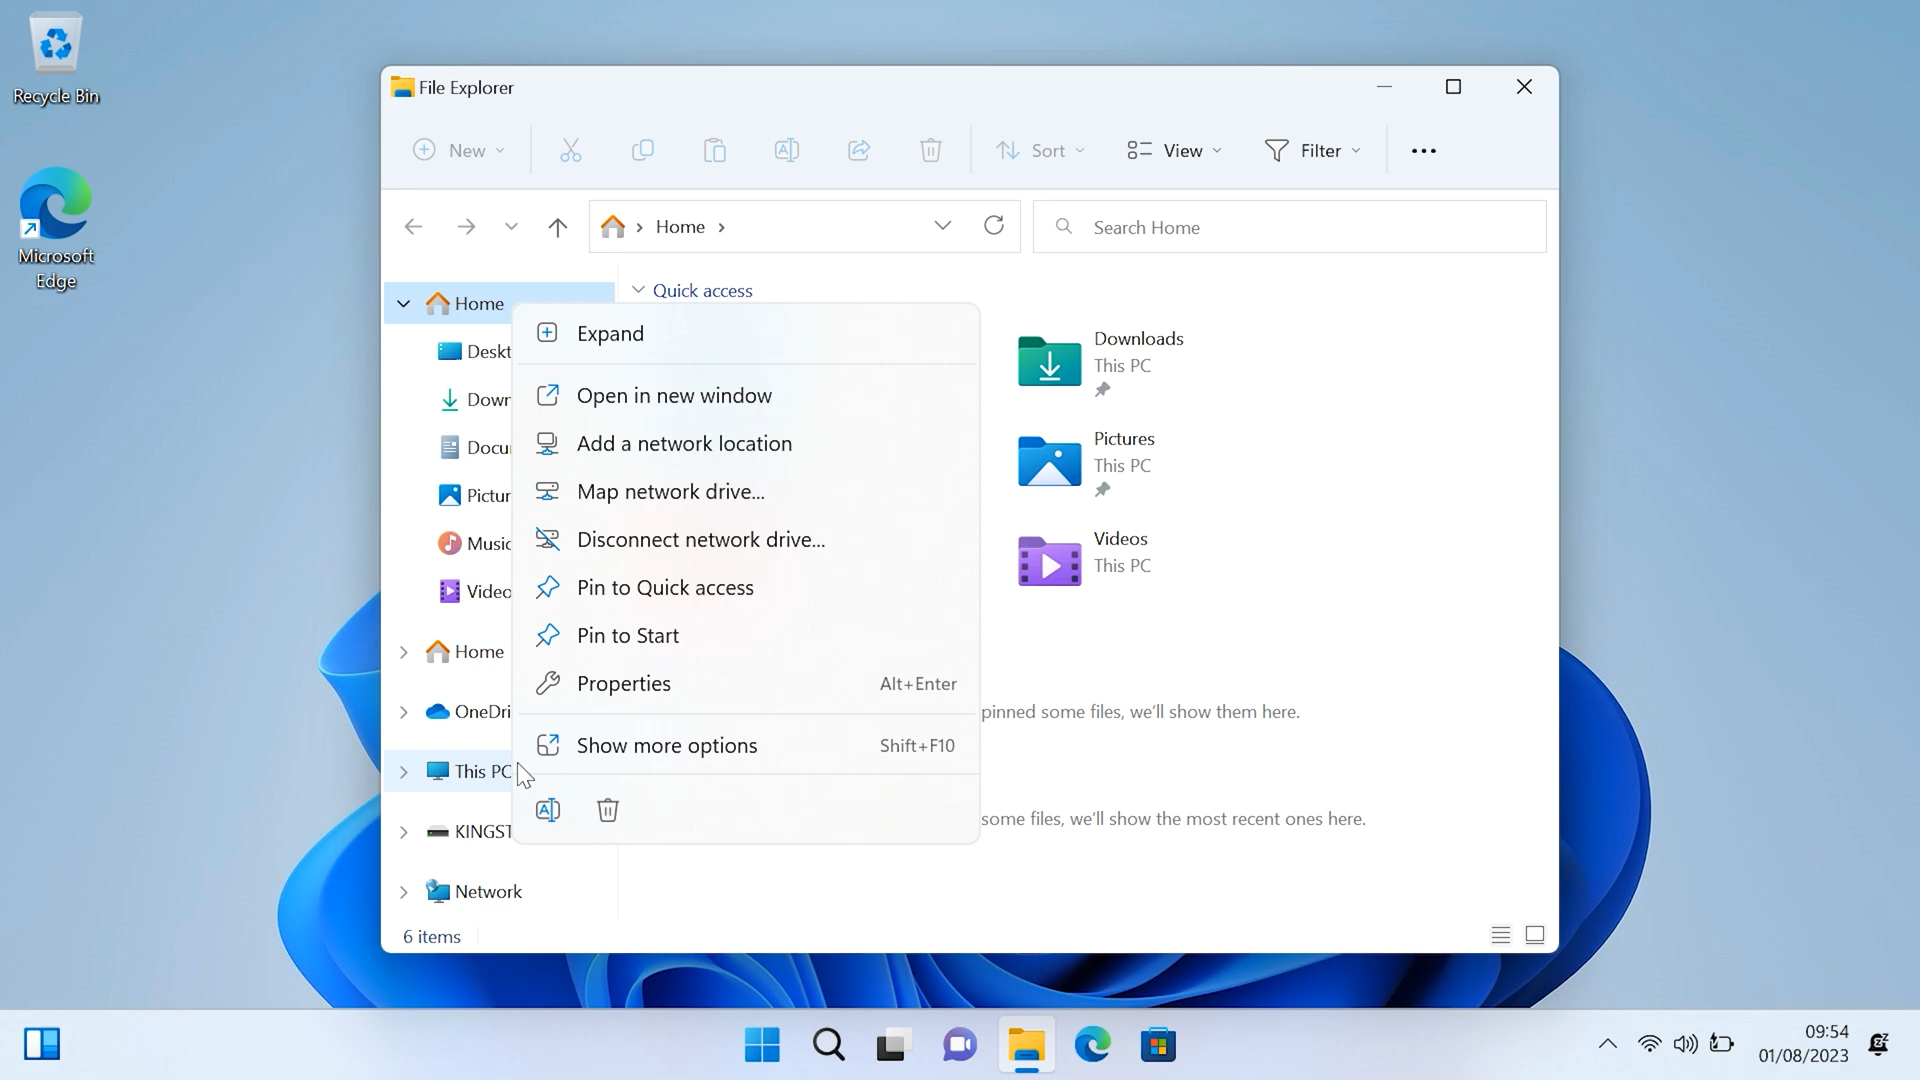 Recycle Bin
Microsoft
Edge
File Explorer
New
Sort
View
Filter
Home
Search Home
Home
Deskt
Down
Docu
Pictur
Music
Video
Home
OneDri
This PC
KINGST
Network
Quick access
Expand
Open in new window
Add a network location
Map network drive...
Disconnect network drive...
Pin to Quick access
Pin to Start
Properties Alt+Enter
Show more options Shift+F10
Downloads
This PC
Pictures
This PC
Videos
This PC
pinned some files, we'll show them here.
some files, we'll show the most recent ones here.
6 items
09:54
01/08/2023